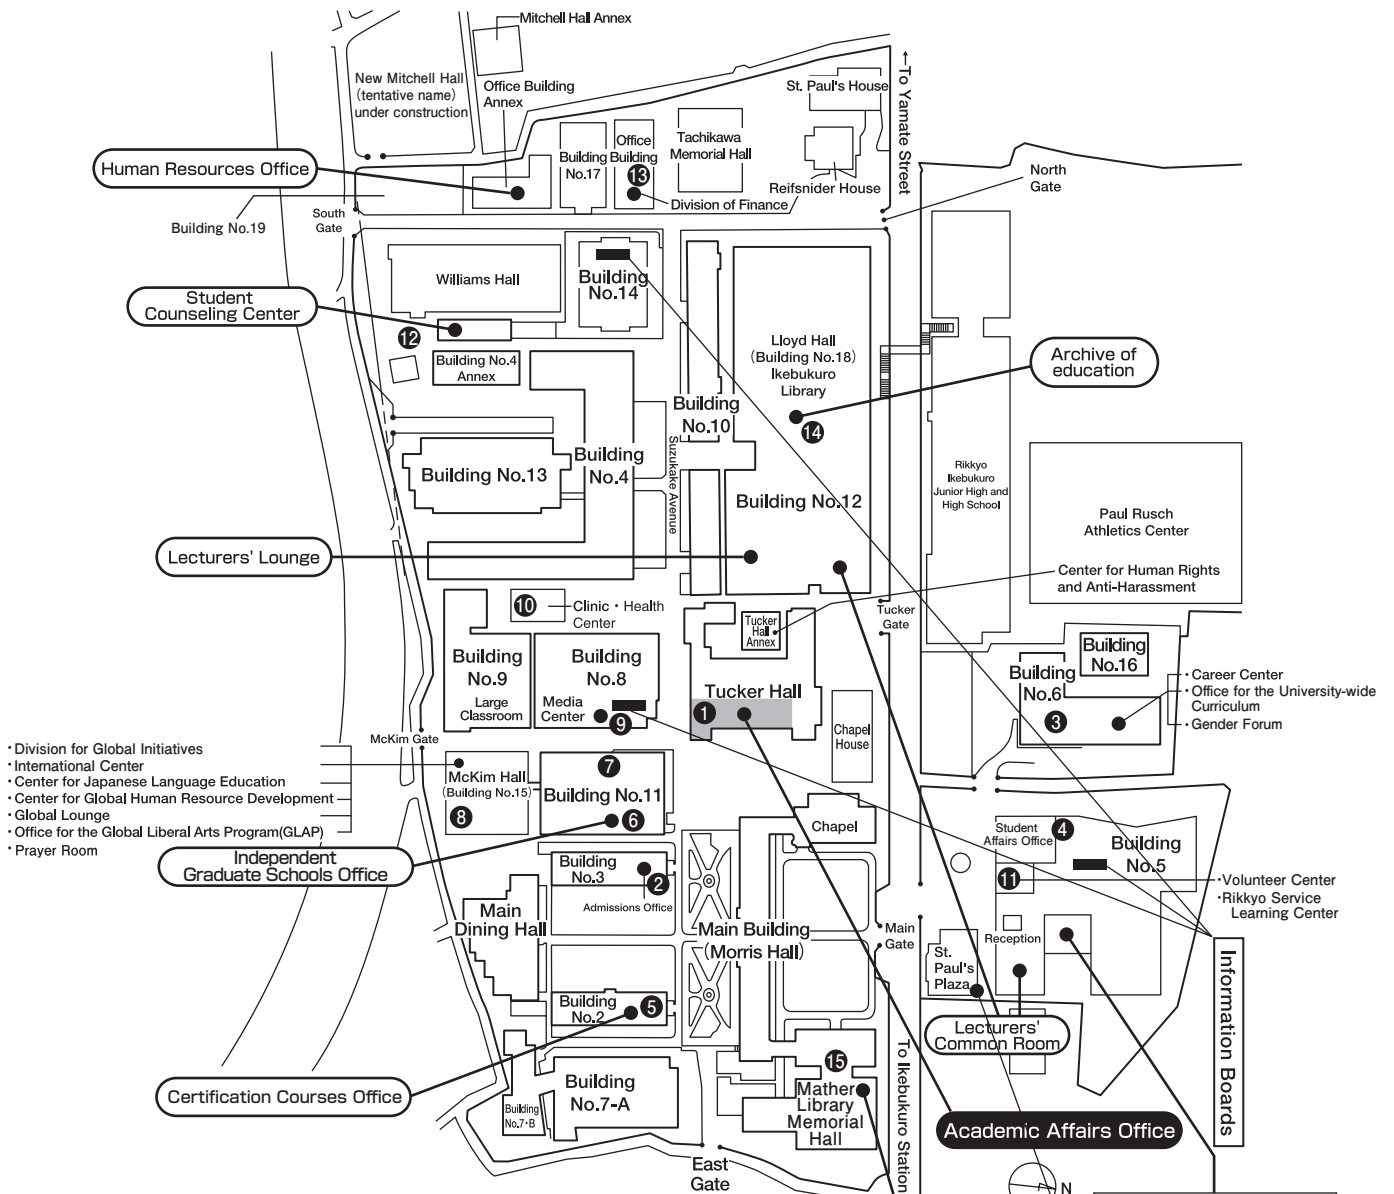 Mitchell Hall Annex
New Mitchell Hall
(tentative name)
under construction
Office Building
Annex
St. Paul's House
←To Yamate Street
Human Resources Office
Building
No.17
Office
Building
13
Division of Finance
Tachikawa
Memorial Hall
Reifsnider House
North
Gate
Building No.19
South
Gate
Williams Hall
Building
No.14
Student
Counseling Center
12
Building No.4
Annex
Lloyd Hall
(Building No.18)
Ikebukuro
Library
Archive of
education
14
Building
No.10
Building No.13
Building
No.4
Suzukake Avenue
Building No.12
Rikkyo
Ikebukuro
Junior High and
High School
Paul Rusch
Athletics Center
Lecturers' Lounge
Center for Human Rights
and Anti-Harassment
10
Clinic・Health
Center
Tucker
Hall
Annex
Tucker
Gate
Building
No.9
Large
Classroom
Building
No.8
Media
Center
9
Tucker Hall
1
Chapel
House
Building
No.16
Building
No.6
3
・Career Center
・Office for the University-wide
Curriculum
・Gender Forum
McKim Gate
・Division for Global Initiatives
・International Center
・Center for Japanese Language Education
・Center for Global Human Resource Development
・Global Lounge
・Office for the Global Liberal Arts Program(GLAP)
・Prayer Room
McKim Hall
(Building No.15)
8
7
Building No.11
6
Independent
Graduate Schools Office
Chapel
Student
Affairs Office
4
Building
No.5
11
・Volunteer Center
・Rikkyo Service
Learning Center
Building
No.3
2
Admissions Office
Main
Dining Hall
Main Building
(Morris Hall)
Main
Gate
Reception
St.
Paul's
Plaza
Information Boards
Building
No.2
5
Lecturers'
Common Room
Certification Courses Office
Building
No.7-A
Building
No.7・B
15
Mather
Library
Memorial
Hall
To Ikebukuro Station
Academic Affairs Office
East
Gate
N